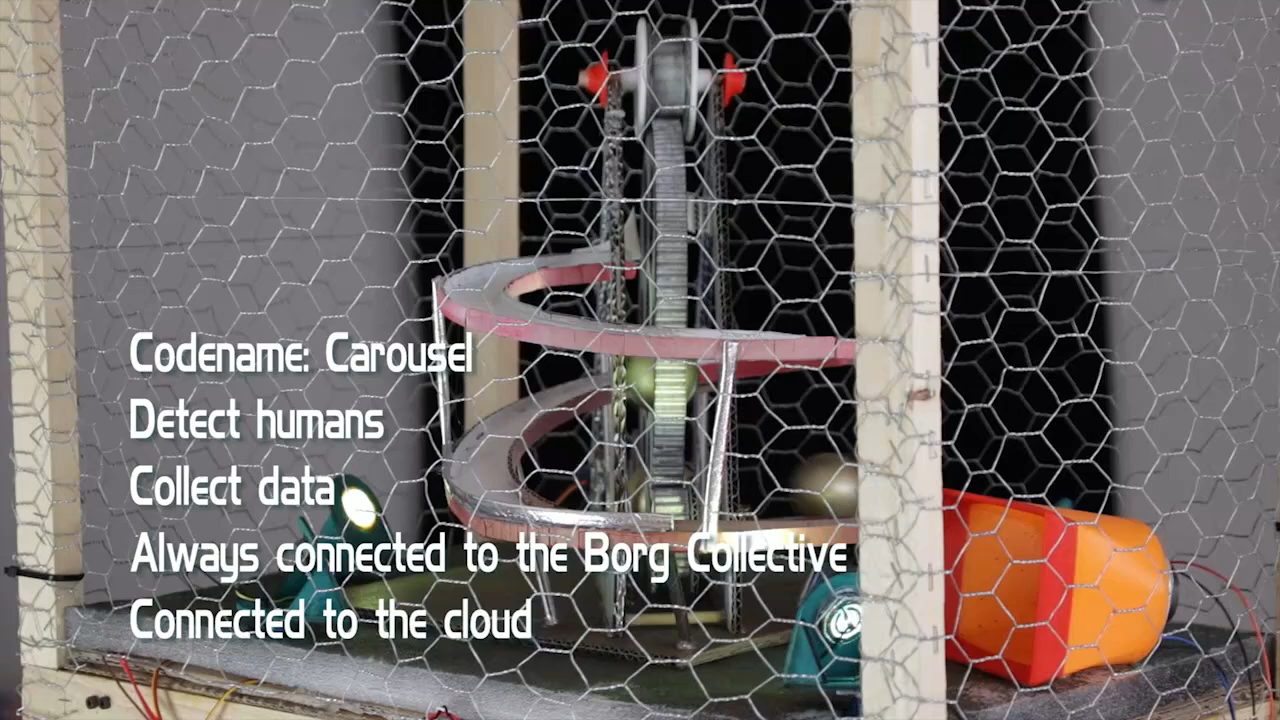 Codename: Carousel
Detect humans
Collect data
Always connected to the Borg Collective
Connected to the cloud